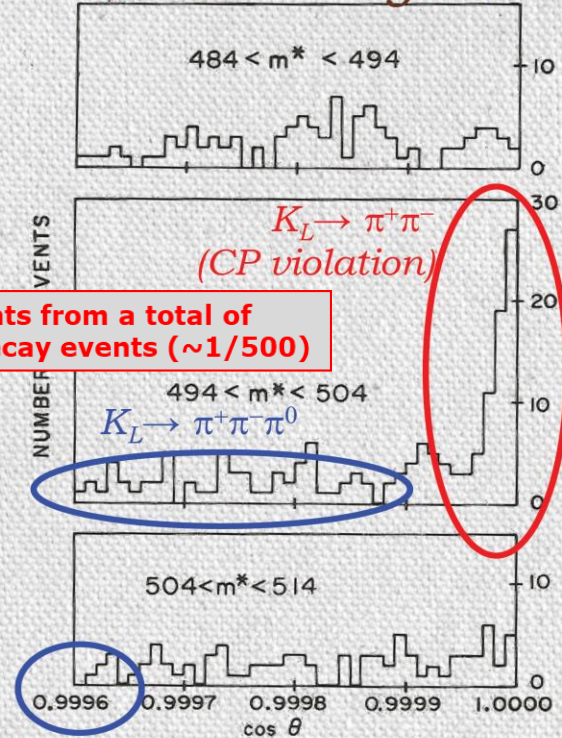 484 < m* < 494
10
0
30
K_L → π⁺π⁻
(CP violation)
20
nts from a total of
cay events (~1/500)
NUMBER
VENTS
494 < m* < 504
10
K_L → π⁺π⁻π⁰
0
504<m*<514
10
0
0.9996 0.9997 0.9998 0.9999 1.0000
cos θ